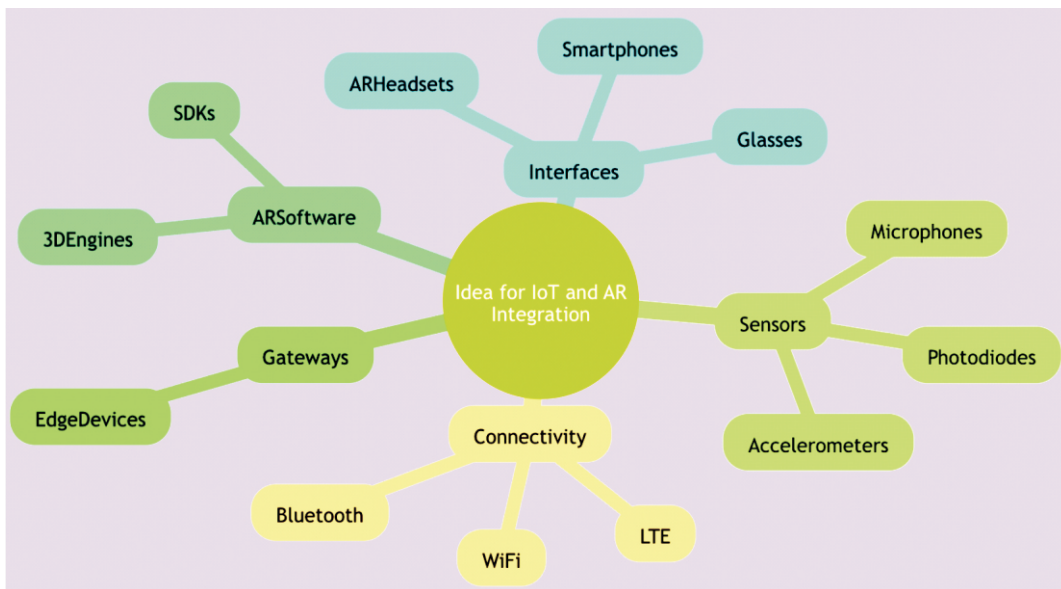 Smartphones
ARHeadsets
Glasses
Interfaces
SDKs
ARSoftware
3DEngines
Microphones
Idea for IoT and AR
Integration
Sensors
Photodiodes
Accelerometers
Gateways
EdgeDevices
Connectivity
Bluetooth
WiFi
LTE